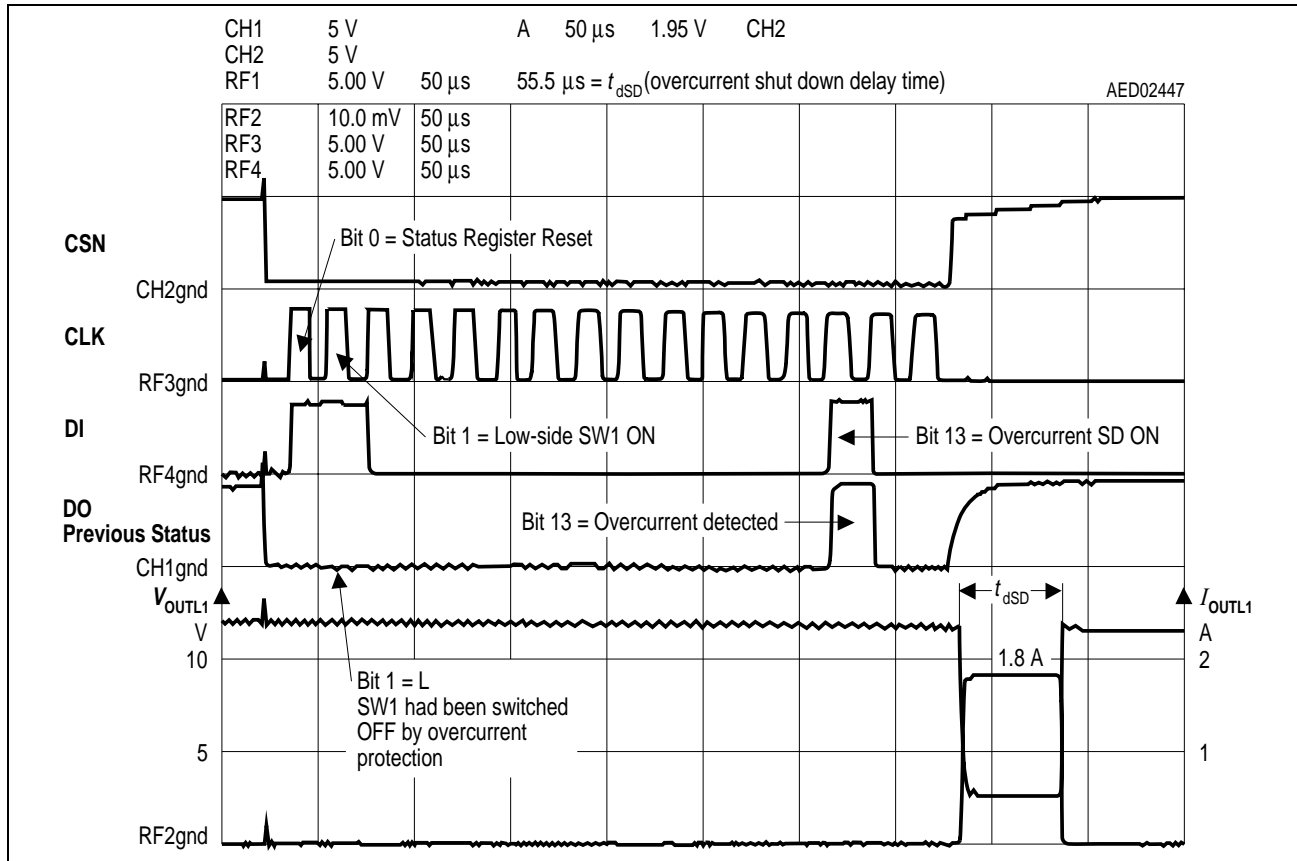 CH1 5 V A 50 μs 1.95 V CH2
CH2 5 V
RF1 5.00 V 50 μs 55.5 μs = tdSD (overcurrent shut down delay time)
AED02447
RF2 10.0 mV 50 μs
RF3 5.00 V 50 μs
RF4 5.00 V 50 μs
CSN
Bit 0 = Status Register Reset
CH2gnd
CLK
RF3gnd
DI
Bit 1 = Low-side SW1 ON
Bit 13 = Overcurrent SD ON
RF4gnd
DO
Previous Status
Bit 13 = Overcurrent detected
CH1gnd
VOUTL1
tdSD
IOUTL1
V
A
10
1.8 A
2
Bit 1 = L
SW1 had been switched
OFF by overcurrent
protection
5
1
RF2gnd